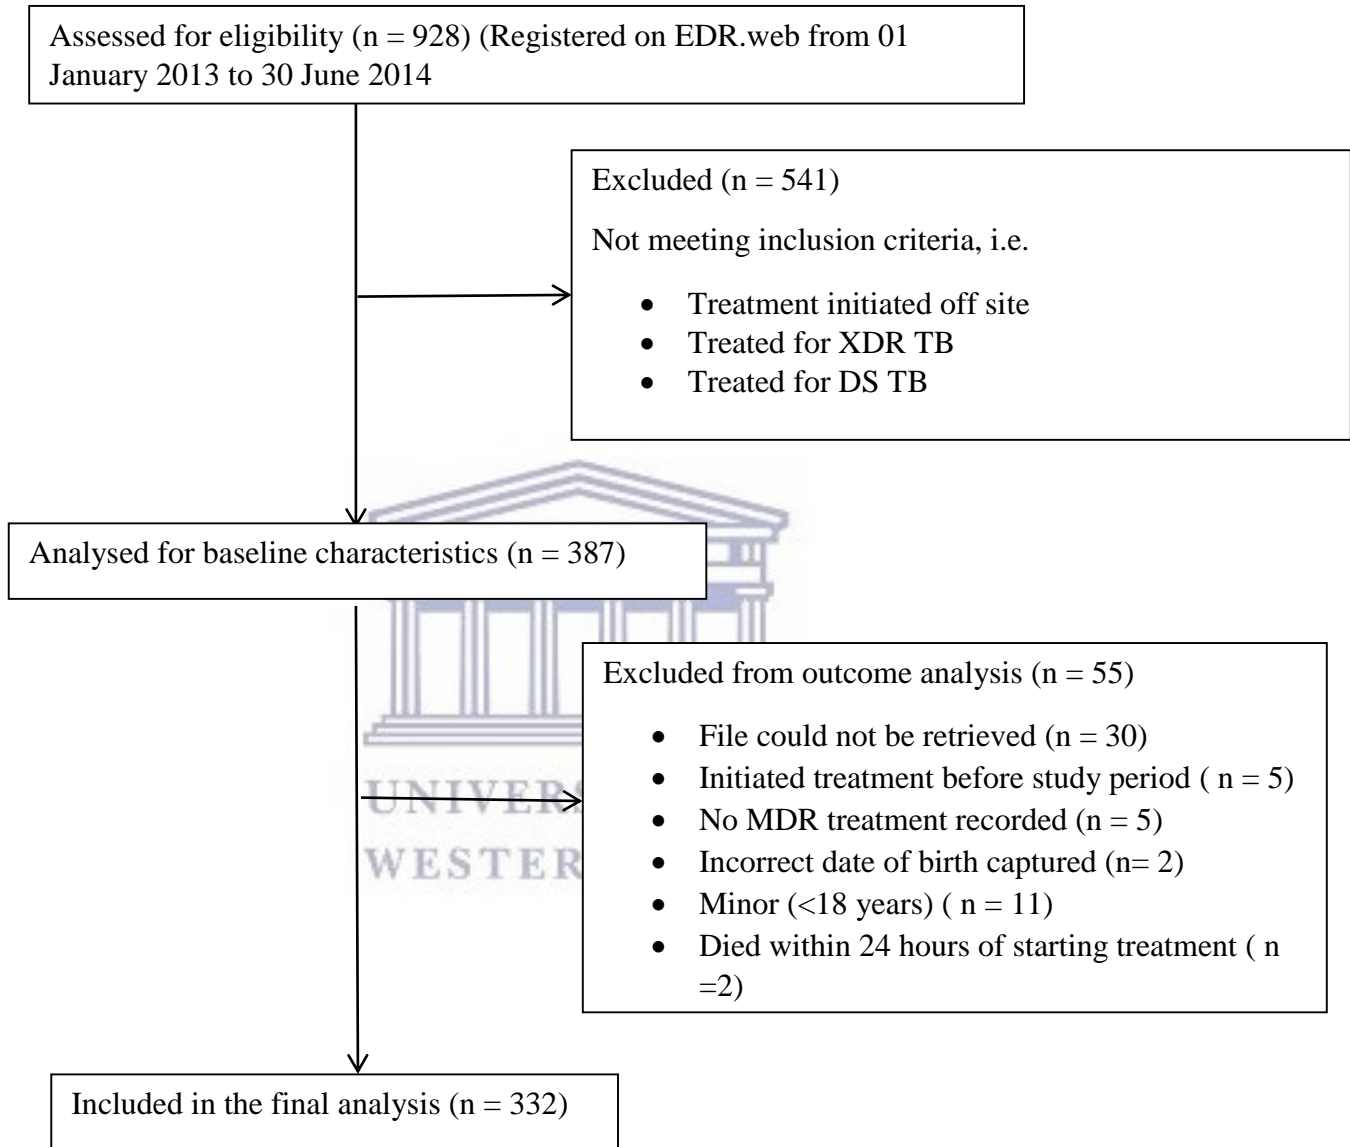 Assessed for eligibility (n = 928) (Registered on EDR.web from 01
January 2013 to 30 June 2014
Excluded (n = 541)
Not meeting inclusion criteria, i.e.
• Treatment initiated off site
• Treated for XDR TB
• Treated for DS TB
Analysed for baseline characteristics (n = 387)
Excluded from outcome analysis (n = 55)
• File could not be retrieved (n = 30)
• Initiated treatment before study period ( n = 5)
• No MDR treatment recorded (n = 5)
• Incorrect date of birth captured (n= 2)
• Minor (<18 years) ( n = 11)
• Died within 24 hours of starting treatment ( n
=2)
UNIVERS
WESTER
Included in the final analysis (n = 332)